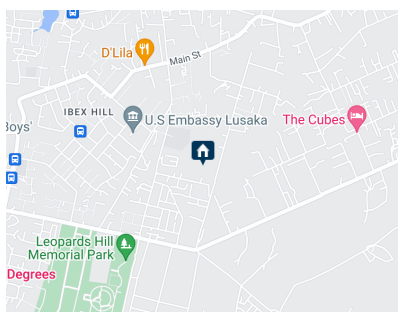 D'Lila
Main St
IBEX HILL
U.S Embassy Lusaka
The Cubes
Boys'
Leopards Hill
Memorial Park
Degrees